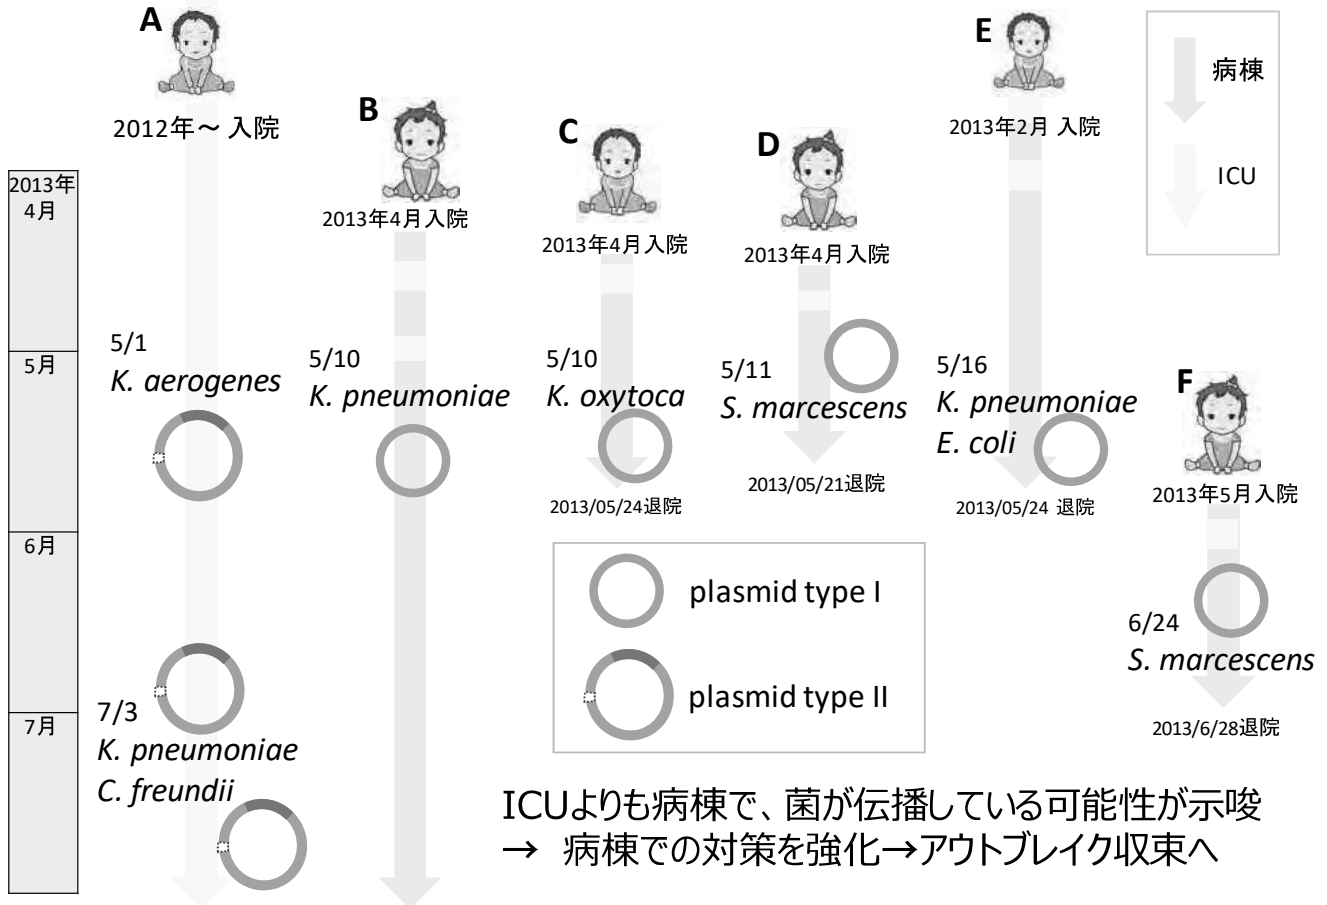 A
2012年～ 入院
B
2013年4月入院
C
2013年4月入院
D
2013年4月入院
E
2013年2月 入院
病棟
ICU
2013年
4月
5月
6月
7月
5/1
K. aerogenes
5/10
K. pneumoniae
5/10
K. oxytoca
2013/05/24退院
5/11
S. marcescens
2013/05/21退院
5/16
K. pneumoniae
E. coli
2013/05/24 退院
F
2013年5月入院
6/24
S. marcescens
2013/6/28退院
plasmid type I
plasmid type II
7/3
K. pneumoniae
C. freundii
ICUよりも病棟で、菌が伝播している可能性が示唆
→ 病棟での対策を強化→アウトブレイク収束へ